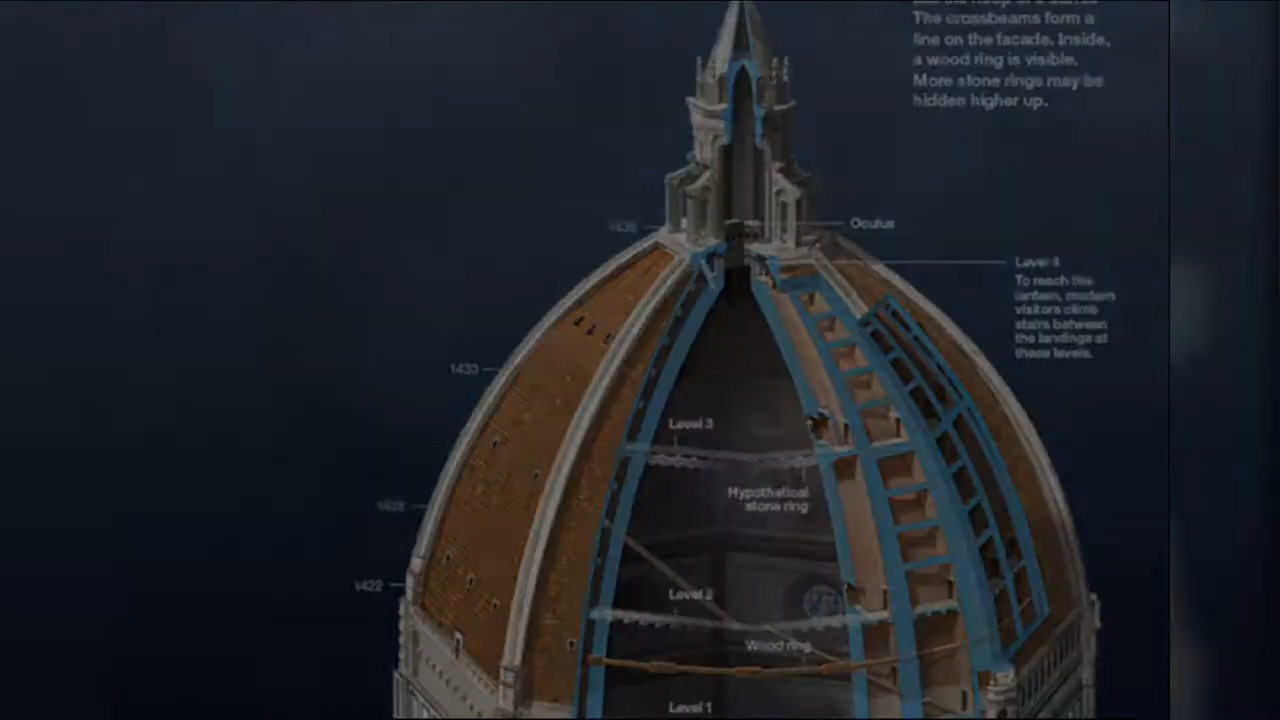 The crossbeams form a
line on the facade. Inside,
a wood ring is visible.
More stone rings may be
hidden higher up.
Oculus
Level 4
To reach the
lantern, modern
visitors climb
stairs between
the landings at
these levels.
1433
Level 3
Hypothetical
stone ring
1422
Level 2
Wood ring
Level 1